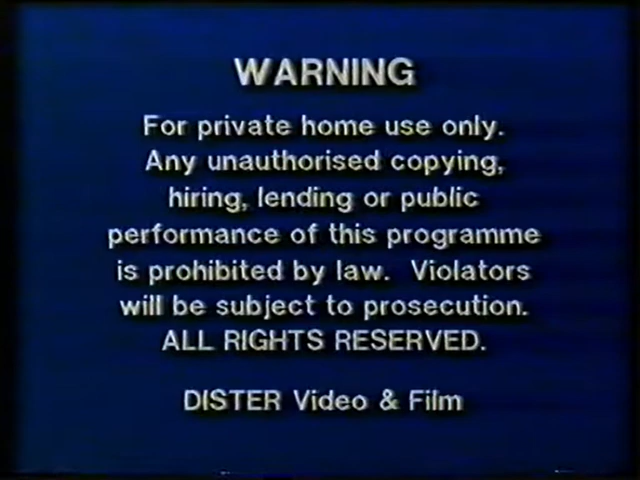 WARNING
For private home use only.
Any unauthorised copying,
hiring, lending or public
performance of this programme
is prohibited by law. Violators
will be subject to prosecution.
ALL RIGHTS RESERVED.
DISTER Video & Film